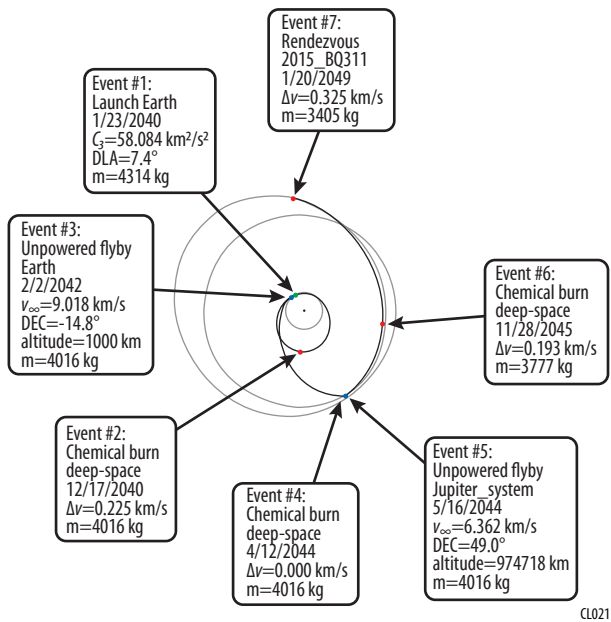 Event #7:
Rendezvous
2015_BQ311
1/20/2049
Δv=0.325 km/s
m=3405 kg
Event #1:
Launch Earth
1/23/2040
C₃=58.084 km²/s²
DLA=7.4°
m=4314 kg
Event #3:
Unpowered flyby
Earth
2/2/2042
v∞=9.018 km/s
DEC=-14.8°
altitude=1000 km
m=4016 kg
Event #6:
Chemical burn
deep-space
11/28/2045
Δv=0.193 km/s
m=3777 kg
Event #2:
Chemical burn
deep-space
12/17/2040
Δv=0.225 km/s
m=4016 kg
Event #4:
Chemical burn
deep-space
4/12/2044
Δv=0.000 km/s
m=4016 kg
Event #5:
Unpowered flyby
Jupiter_system
5/16/2044
v∞=6.362 km/s
DEC=49.0°
altitude=974718 km
m=4016 kg
CL021